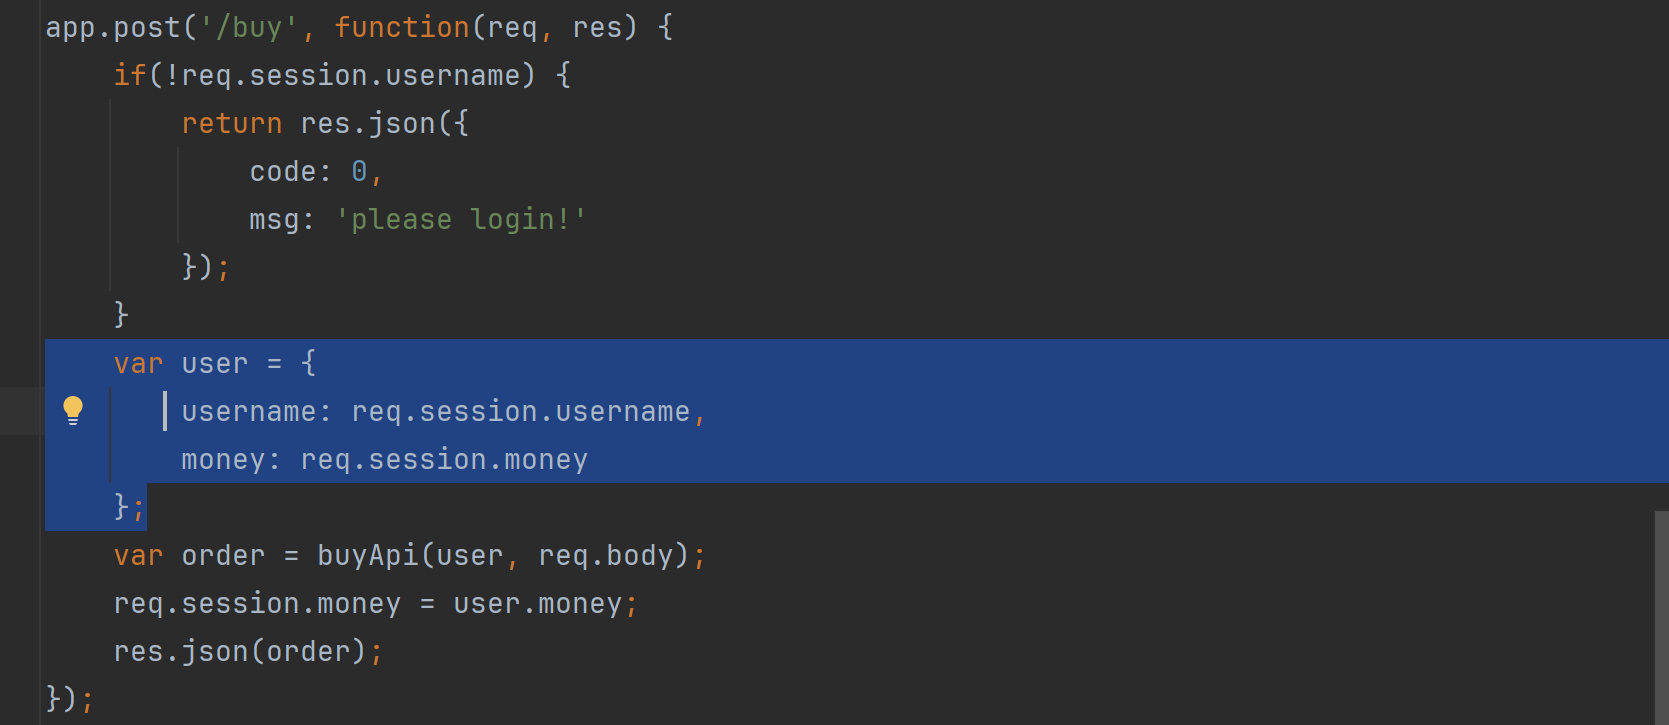 app.post('/buy', function(req, res) {
    if(!req.session.username) {
        return res.json({
            code: 0,
            msg: 'please login!'
        });
    }
    var user = {
        username: req.session.username,
        money: req.session.money
    };
    var order = buyApi(user, req.body);
    req.session.money = user.money;
    res.json(order);
});